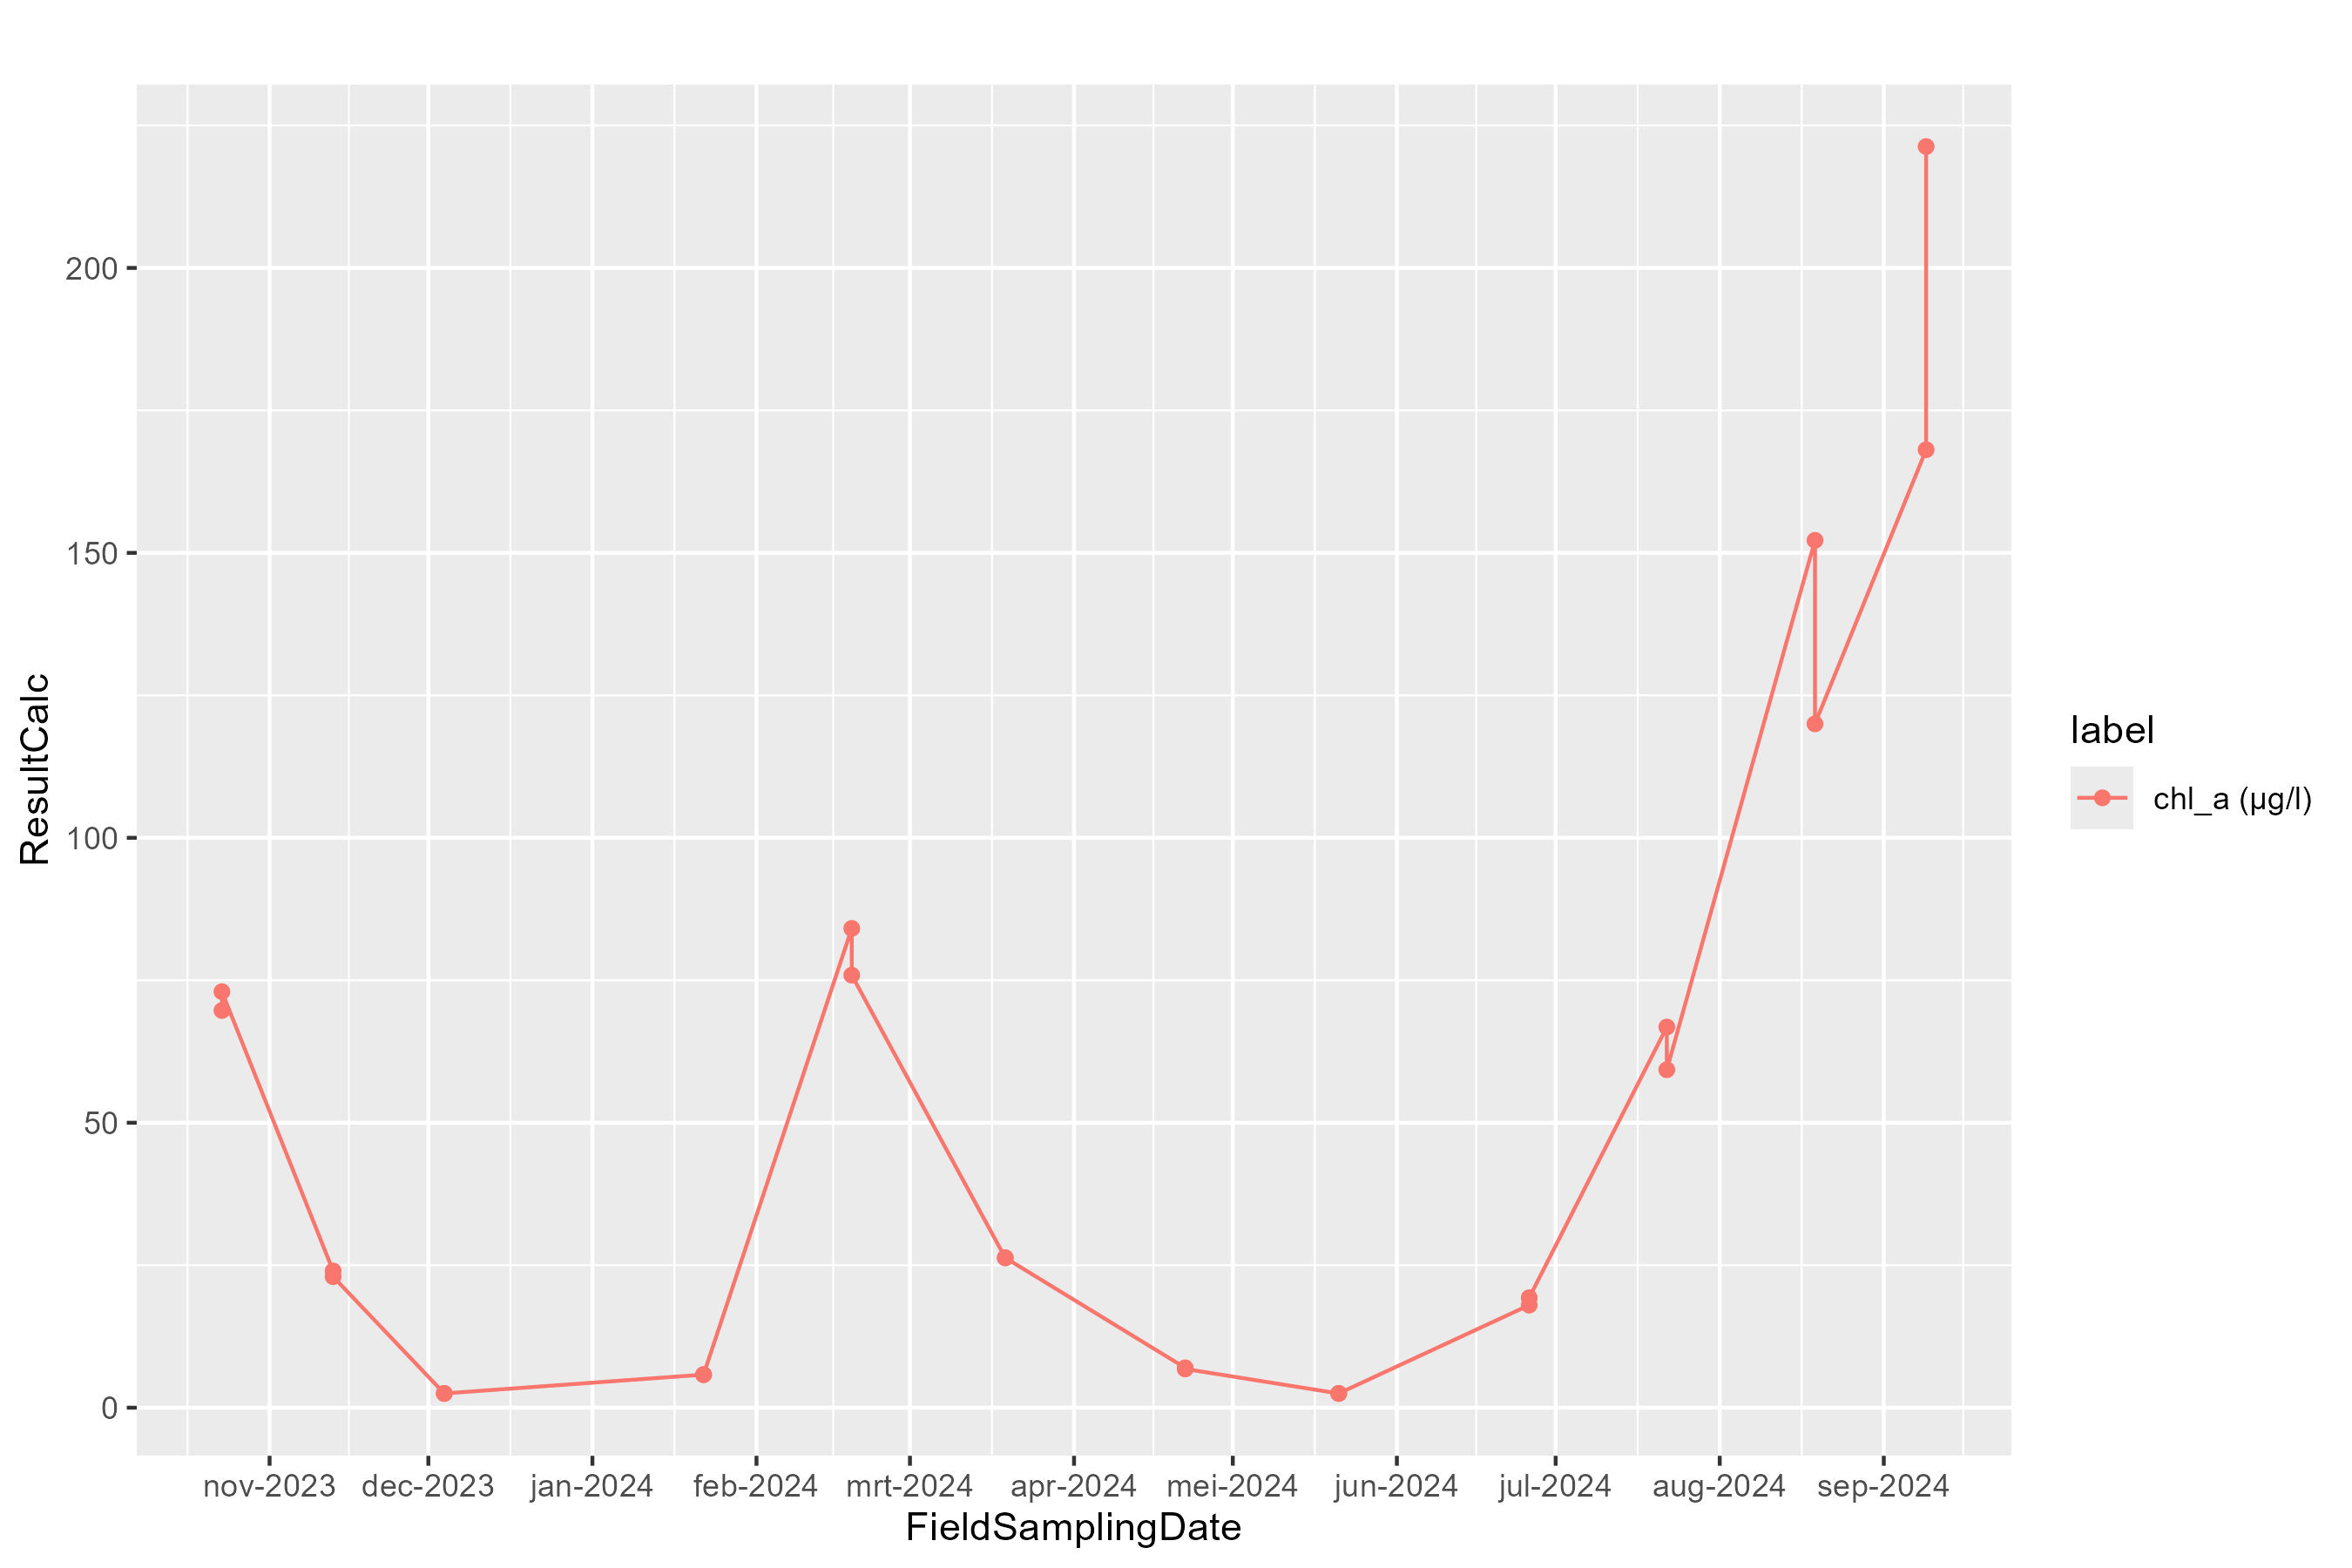 200
150
100
50
0
ResultCalc
nov-2023 dec-2023 jan-2024 feb-2024 mrt-2024 apr-2024 mei-2024 jun-2024 jul-2024 aug-2024 sep-2024
FieldSamplingDate
label
chl_a (µg/l)